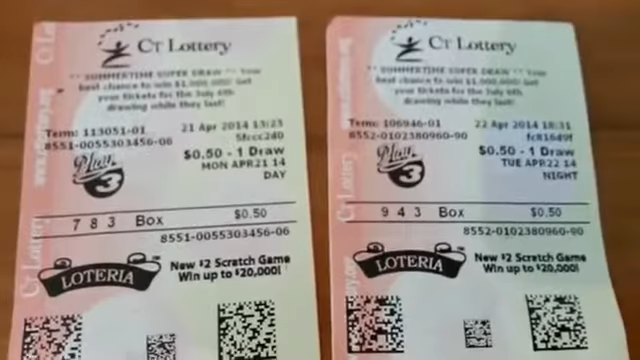 CT Lottery
** SUMMERTIME SUPER DRAW ** Your
best chance to win $1,000,000! Get
your tickets for the July 4th
drawing while they last!
Term: 113051-01
21 Apr 2014 13:23
8551-0055303456-06
5fccc240
Play 3
$0.50 - 1 Draw
MON APR21 14
DAY
7 8 3 Box $0.50
8551-0055303456-06
LOTERIA
New $2 Scratch Game
Win up to $20,000!
CT Lottery
** SUMMERTIME SUPER DRAW ** Your
best chance to win $1,000,000! Get
your tickets for the July 4th
drawing while they last!
Term: 106946-01
22 Apr 2014 18:31
8552-0102380960-90
fc81649f
Play 3
$0.50 - 1 Draw
TUE APR22 14
NIGHT
9 4 3 Box $0.50
8552-0102380960-90
LOTERIA
New $2 Scratch Game
Win up to $20,000!